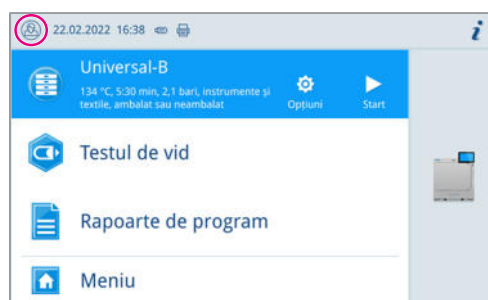 22.02.2022 16:38
i
Universal-B
134 °C, 5:30 min, 2,1 bari, instrumente și
textile, ambalat sau neambalat
Opțiuni
Start
Testul de vid
Rapoarte de program
Meniu